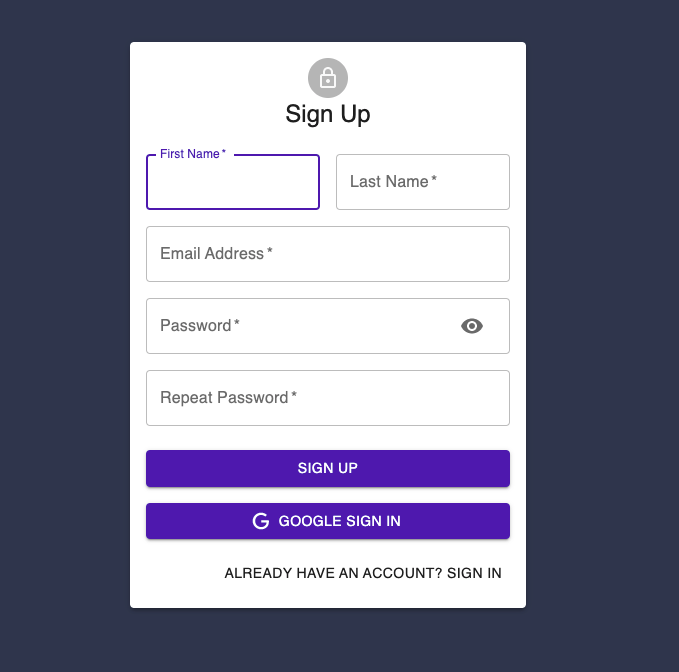 Sign Up
First Name *
Last Name *
Email Address *
Password *
Repeat Password *
SIGN UP
GOOGLE SIGN IN
ALREADY HAVE AN ACCOUNT? SIGN IN